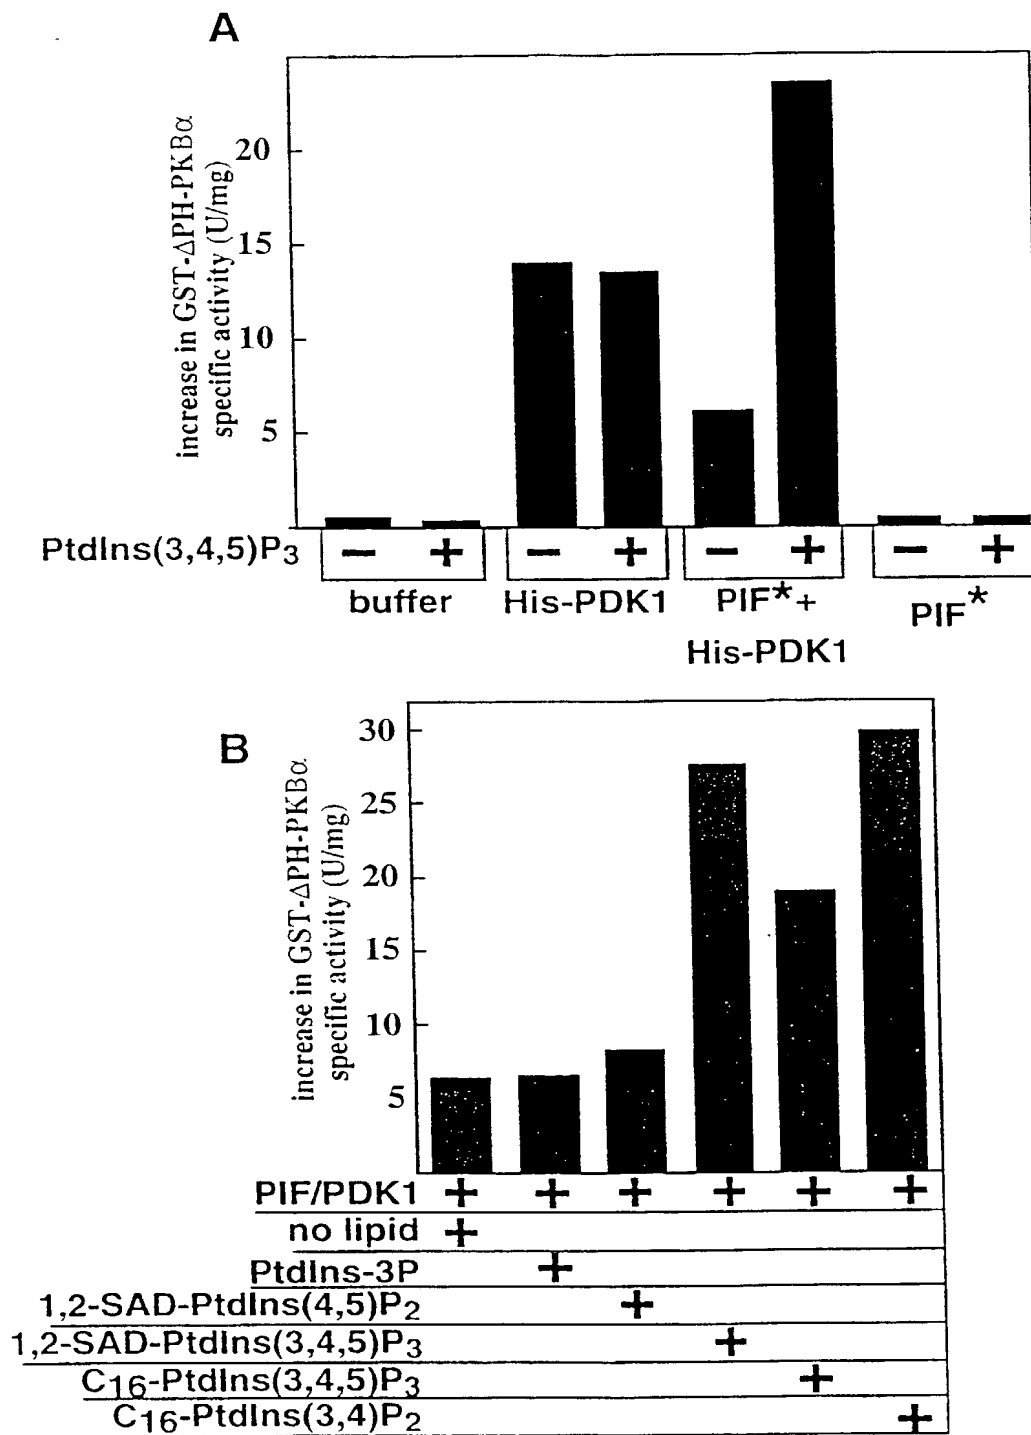 A
increase in GST-ΔPH-PKBα
specific activity (U/mg)
20
15
10
5
PtdIns(3,4,5)P3 − + − + − + − +
buffer His-PDK1 PIF*+ PIF*
His-PDK1
B
increase in GST-ΔPH-PKBα
specific activity (U/mg)
30
25
20
15
10
5
PIF/PDK1 + + + + + +
no lipid +
PtdIns-3P +
1,2-SAD-PtdIns(4,5)P2 +
1,2-SAD-PtdIns(3,4,5)P3 +
C16-PtdIns(3,4,5)P3 +
C16-PtdIns(3,4)P2 +